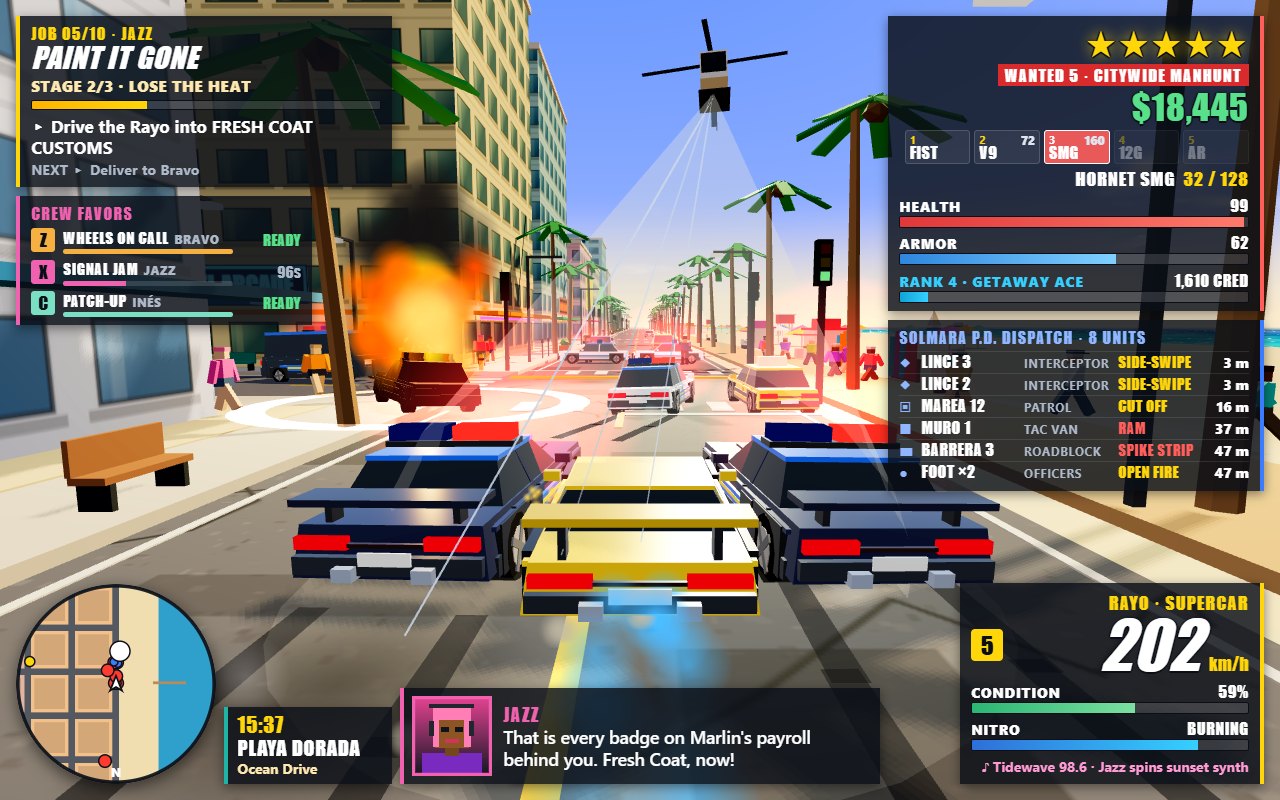 JOB 05/10 · JAZZ
PAINT IT GONE
STAGE 2/3 · LOSE THE HEAT
▸ Drive the Rayo into FRESH COAT
CUSTOMS
NEXT ▸ Deliver to Bravo
CREW FAVORS
Z WHEELS ON CALL BRAVO READY
X SIGNAL JAM JAZZ 96s
C PATCH-UP INÉS READY
★★★★★
WANTED 5 · CITYWIDE MANHUNT
$18,445
1 FIST
2 V9 72
3 SMG 160
4 12G
5 AR
HORNET SMG 32 / 128
HEALTH 99
ARMOR 62
RANK 4 · GETAWAY ACE 1,610 CRED
SOLMARA P.D. DISPATCH · 8 UNITS
LINCE 3 INTERCEPTOR SIDE-SWIPE 3 m
LINCE 2 INTERCEPTOR SIDE-SWIPE 3 m
MAREA 12 PATROL CUT OFF 16 m
MURO 1 TAC VAN RAM 37 m
BARRERA 3 ROADBLOCK SPIKE STRIP 47 m
FOOT ×2 OFFICERS OPEN FIRE 47 m
N
15:37
PLAYA DORADA
Ocean Drive
JAZZ
That is every badge on Marlin's payroll
behind you. Fresh Coat, now!
RAYO · SUPERCAR
5 202 km/h
CONDITION 59%
NITRO BURNING
♪ Tidewave 98.6 · Jazz spins sunset synth